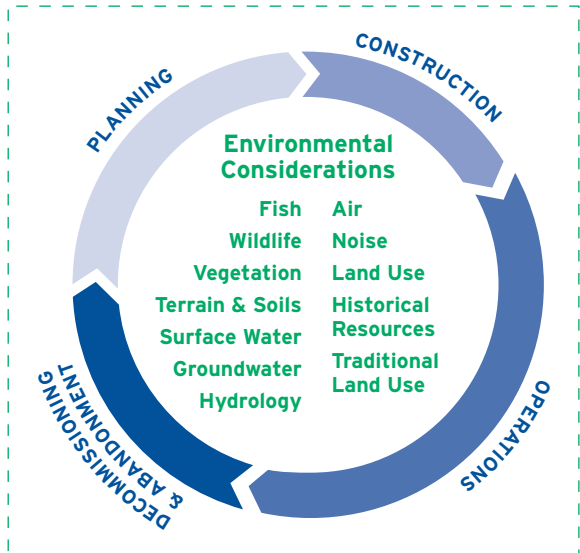 PLANNING
CONSTRUCTION
Environmental
Considerations
Fish
Wildlife
Vegetation
Terrain & Soils
Surface Water
Groundwater
Hydrology
Air
Noise
Land Use
Historical
Resources
Traditional
Land Use
OPERATIONS
DECOMMISSIONING
& ABANDONMENT